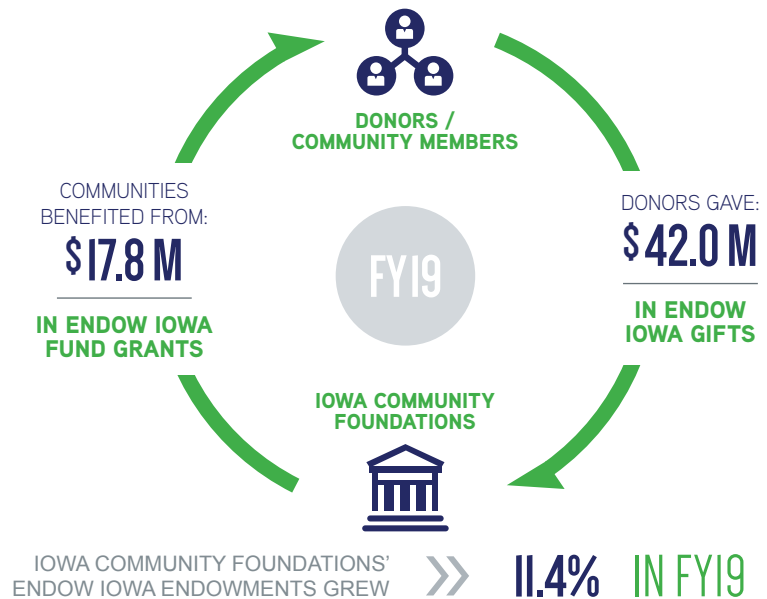 DONORS /
COMMUNITY MEMBERS
COMMUNITIES
BENEFITED FROM:
$17.8 M
IN ENDOW IOWA
FUND GRANTS
FY19
DONORS GAVE:
$42.0 M
IN ENDOW
IOWA GIFTS
IOWA COMMUNITY
FOUNDATIONS
IOWA COMMUNITY FOUNDATIONS'
ENDOW IOWA ENDOWMENTS GREW
11.4% IN FY19